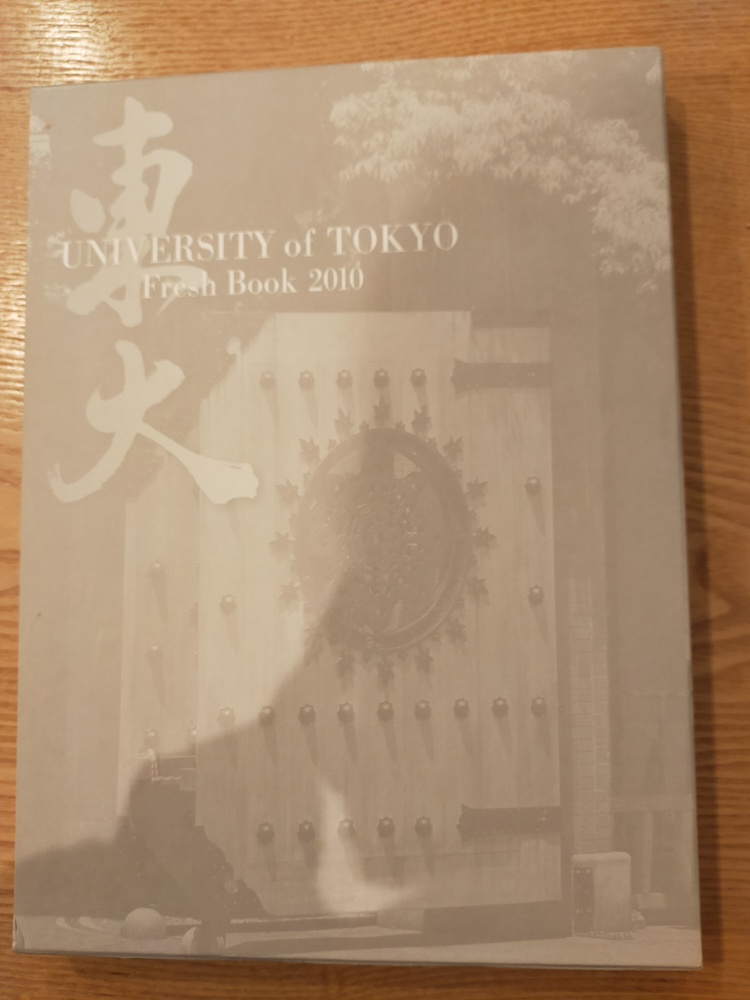 東大
UNIVERSITY of TOKYO
Fresh Book 2010